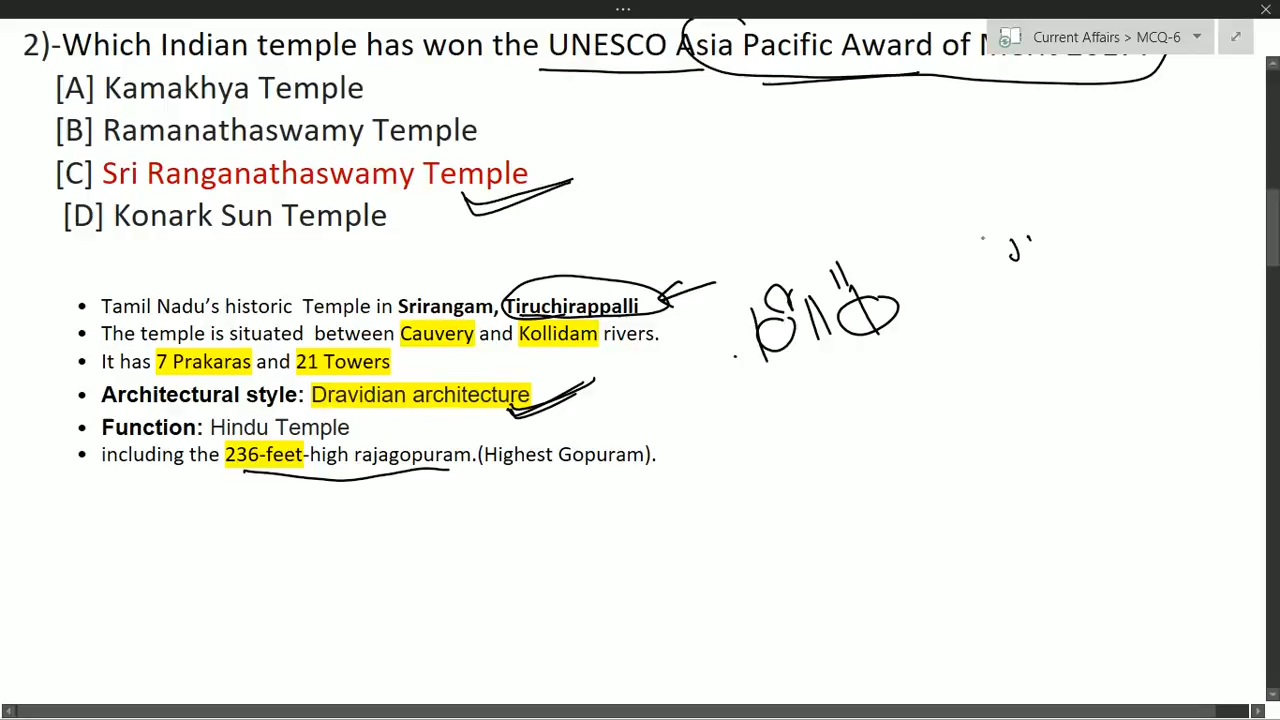 2)-Which Indian temple has won the UNESCO Asia Pacific Award of
Current Affairs > MCQ-6
[A] Kamakhya Temple
[B] Ramanathaswamy Temple
[C] Sri Ranganathaswamy Temple
[D] Konark Sun Temple
• Tamil Nadu’s historic Temple in Srirangam, Tiruchirappalli
• The temple is situated between Cauvery and Kollidam rivers.
• It has 7 Prakaras and 21 Towers
• Architectural style: Dravidian architecture
• Function: Hindu Temple
• including the 236-feet-high rajagopuram.(Highest Gopuram).